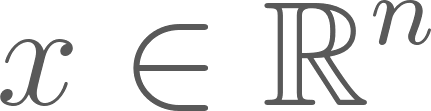 x ∈ ℝⁿ